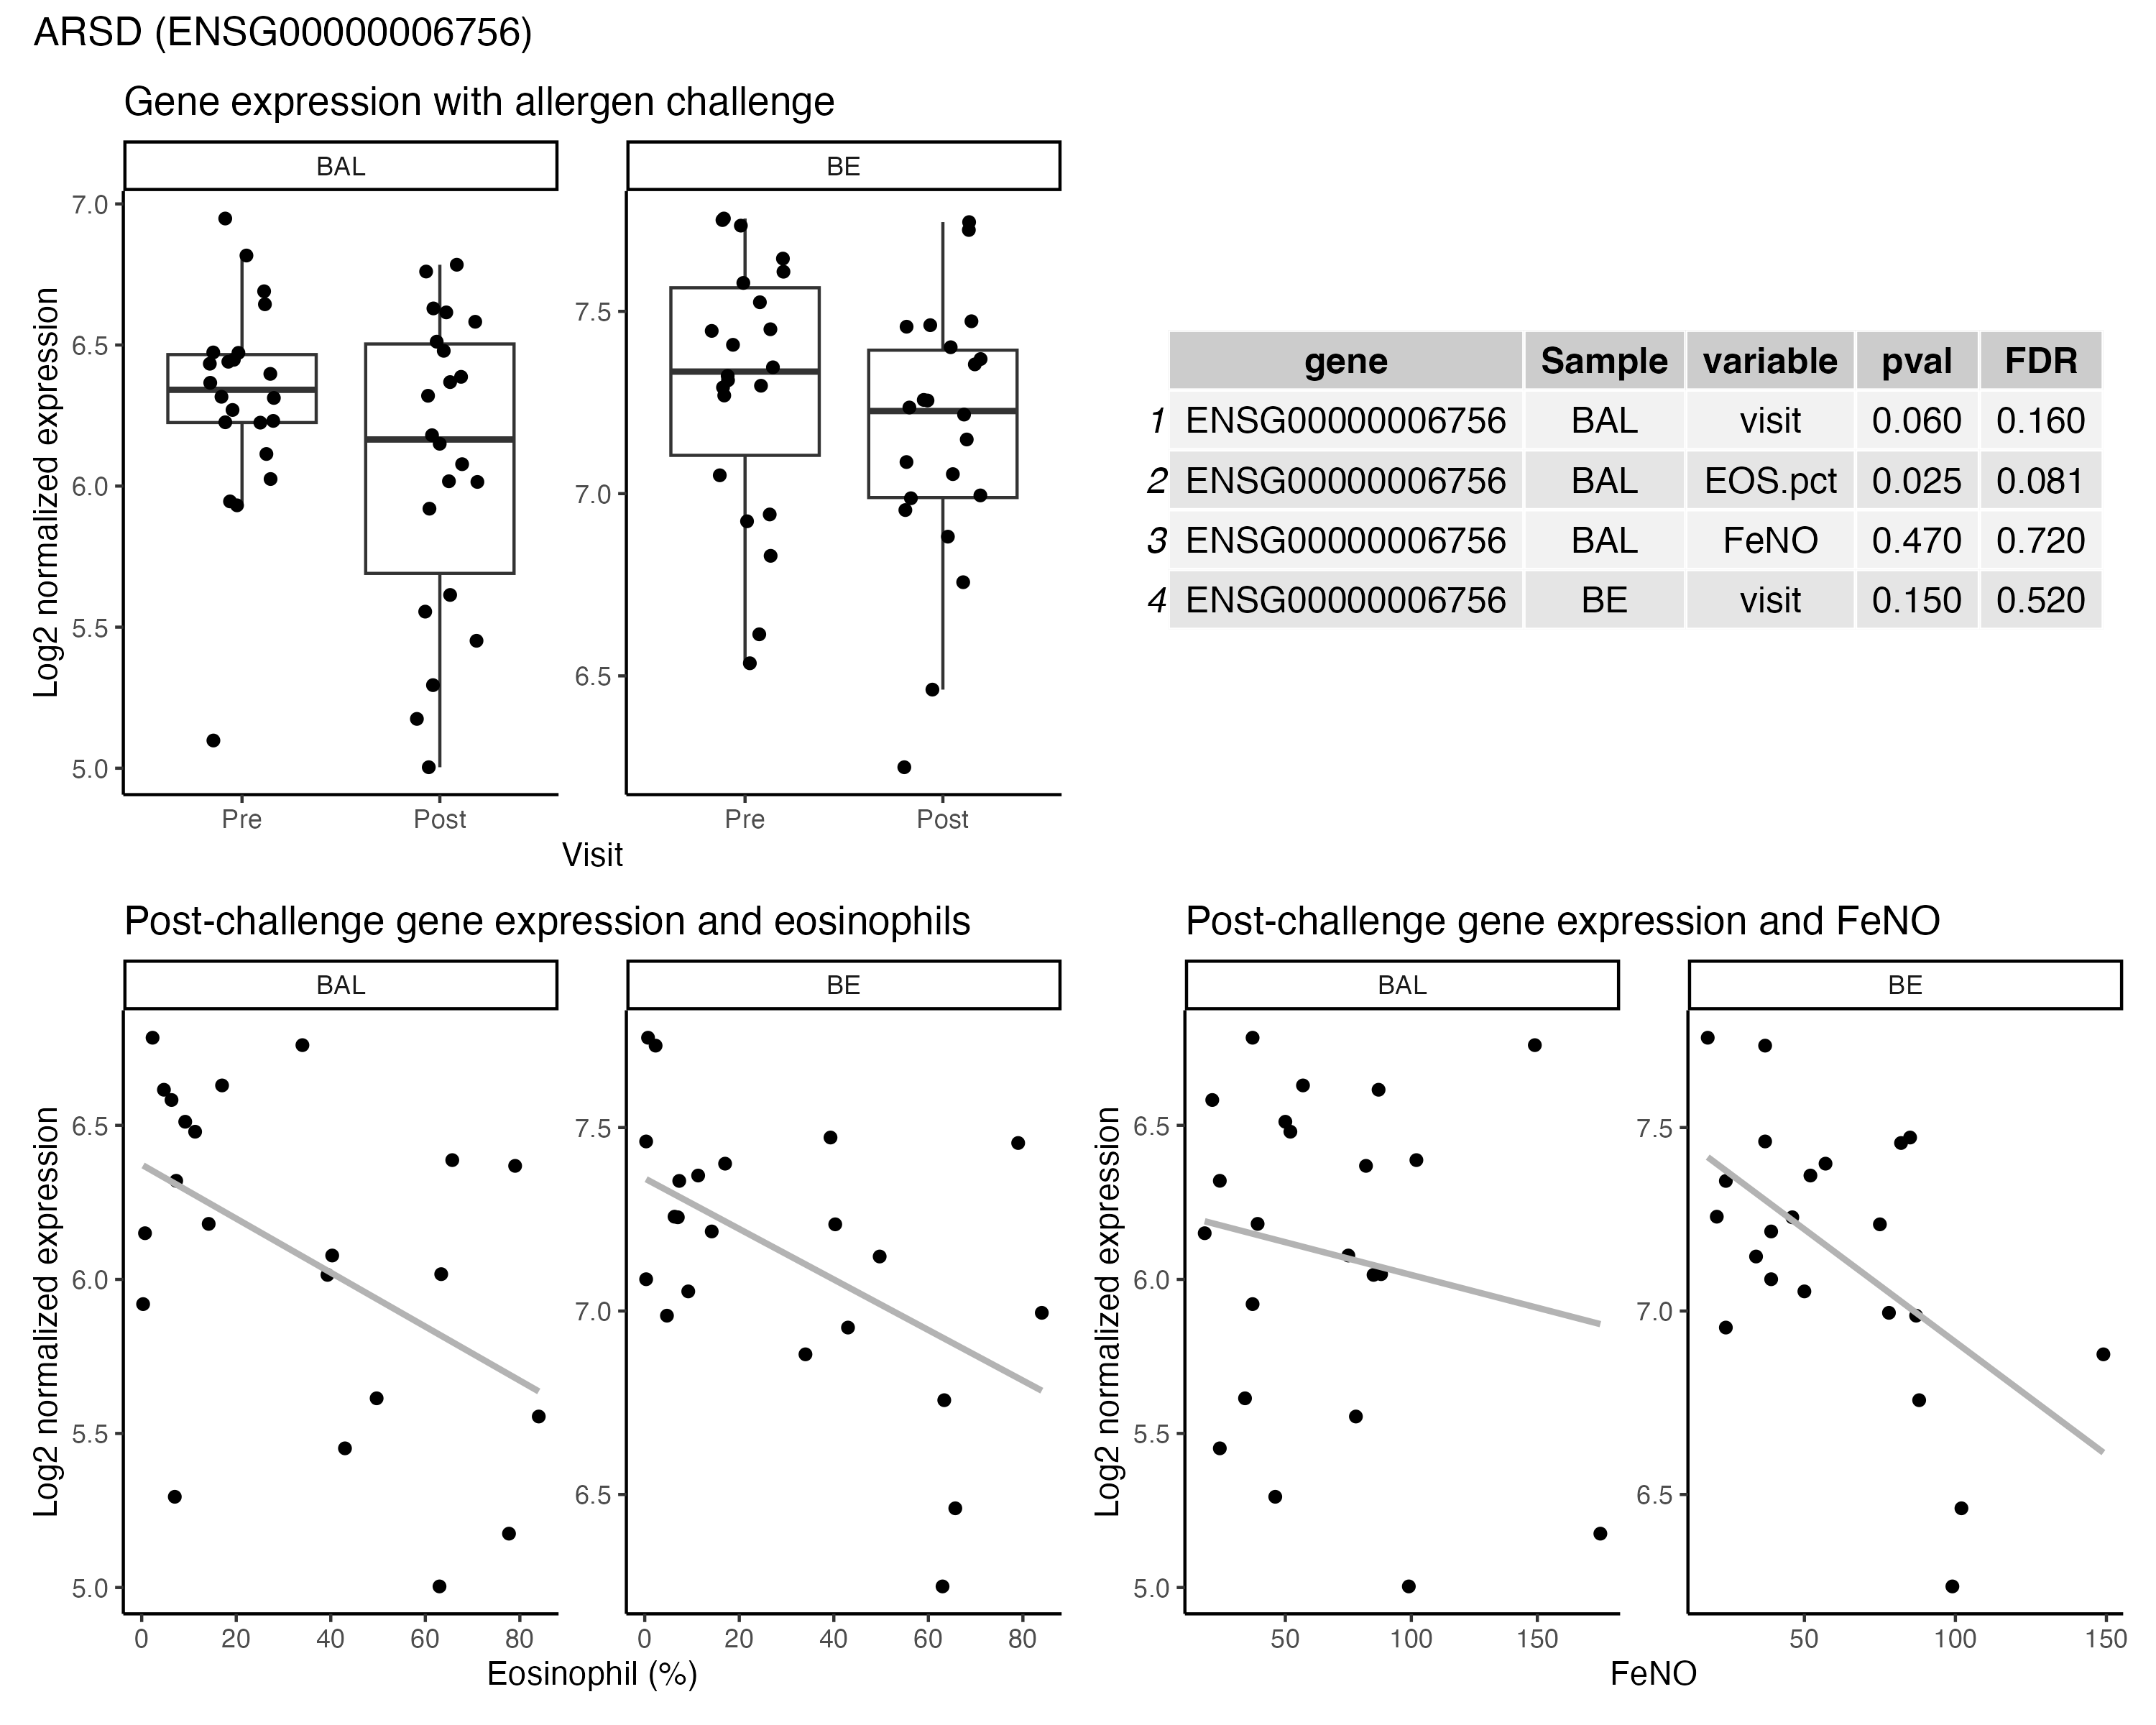 ARSD (ENSG00000006756)
Gene expression with allergen challenge
BAL
BE
Log2 normalized expression
7.0
6.5
6.0
5.5
5.0
7.5
7.0
6.5
Pre
Post
Pre
Post
Visit
gene Sample variable pval FDR
1 ENSG00000006756 BAL visit 0.060 0.160
2 ENSG00000006756 BAL EOS.pct 0.025 0.081
3 ENSG00000006756 BAL FeNO 0.470 0.720
4 ENSG00000006756 BE visit 0.150 0.520
Post-challenge gene expression and eosinophils
BAL
BE
Log2 normalized expression
6.5
6.0
5.5
5.0
7.5
7.0
6.5
0 20 40 60 80
0 20 40 60 80
Eosinophil (%)
Post-challenge gene expression and FeNO
BAL
BE
Log2 normalized expression
6.5
6.0
5.5
5.0
7.5
7.0
6.5
50 100 150
50 100 150
FeNO